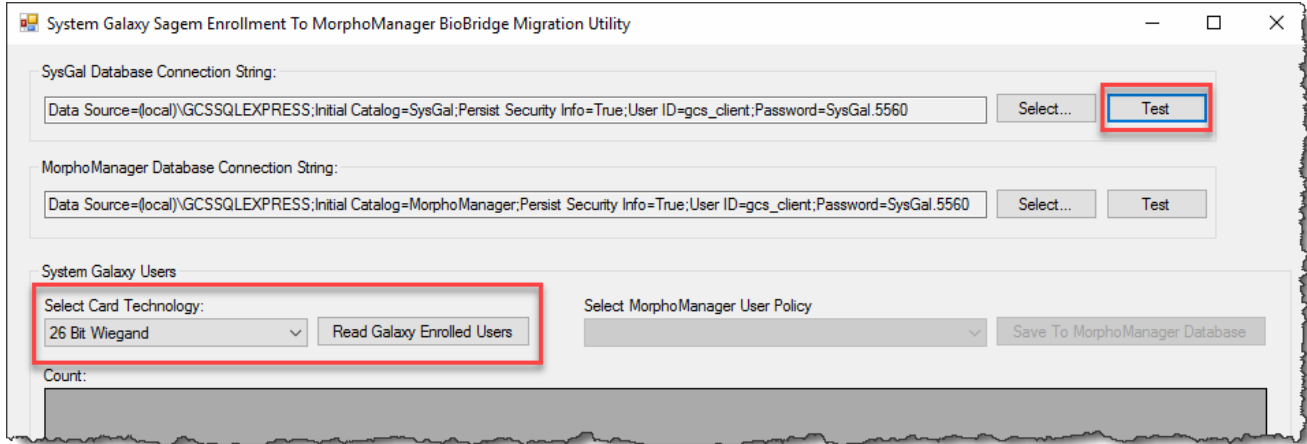 System Galaxy Sagem Enrollment To MorphoManager BioBridge Migration Utility
SysGal Database Connection String:
Data Source=(local)\GCSSQLEXPRESS;Initial Catalog=SysGal;Persist Security Info=True;User ID=gcs_client;Password=SysGal.5560 Select... Test
MorphoManager Database Connection String:
Data Source=(local)\GCSSQLEXPRESS;Initial Catalog=MorphoManager;Persist Security Info=True;User ID=gcs_client;Password=SysGal.5560 Select... Test
System Galaxy Users
Select Card Technology: Select MorphoManager User Policy
26 Bit Wiegand Read Galaxy Enrolled Users Save To MorphoManager Database
Count: